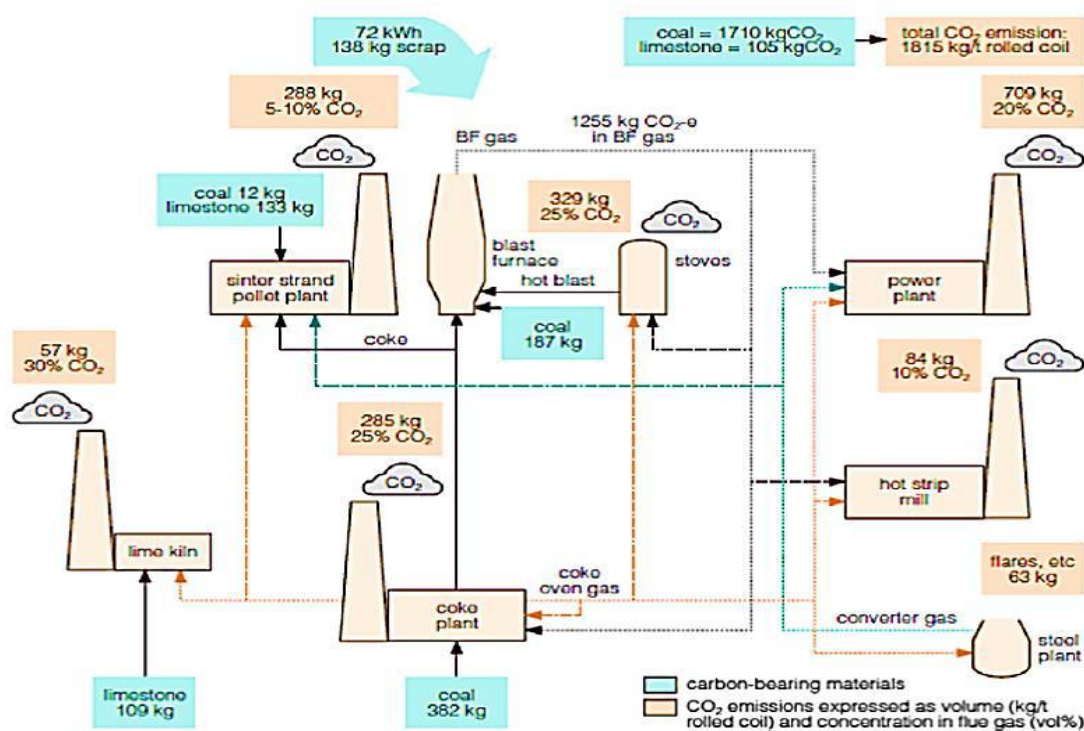 72 kWh
138 kg scrap
coal = 1710 kgCO₂
limestone = 105 kgCO₂
total CO₂ emission:
1815 kg/t rolled coil
288 kg
5-10% CO₂
CO₂
BF gas
1255 kg CO₂-e
in BF gas
709 kg
20% CO₂
CO₂
coal 12 kg
limestone 133 kg
329 kg
25% CO₂
CO₂
blast
furnace
stoves
sinter strand
pellet plant
hot blast
power
plant
coal
187 kg
coke
57 kg
30% CO₂
CO₂
84 kg
10% CO₂
CO₂
285 kg
25% CO₂
CO₂
hot strip
mill
lime kiln
flares, etc
63 kg
coke
oven gas
coke
plant
converter gas
steel
plant
limestone
109 kg
coal
382 kg
carbon-bearing materials
CO₂ emissions expressed as volume (kg/t
rolled coil) and concentration in flue gas (vol%)